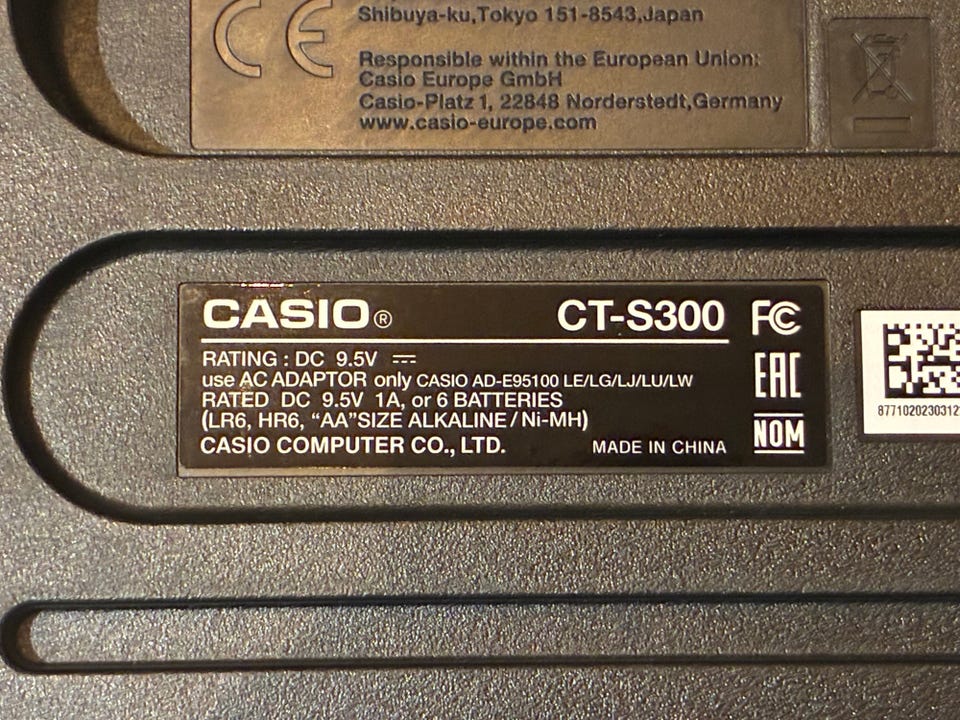 Shibuya-ku,Tokyo 151-8543,Japan
Responsible within the European Union:
Casio Europe GmbH
Casio-Platz 1, 22848 Norderstedt,Germany
www.casio-europe.com
CE
CASIO® CT-S300 FC
RATING : DC 9.5V ⎓
use AC ADAPTOR only CASIO AD-E95100 LE/LG/LJ/LU/LW
RATED DC 9.5V 1A, or 6 BATTERIES
(LR6, HR6, “AA”SIZE ALKALINE / Ni-MH)
CASIO COMPUTER CO., LTD. MADE IN CHINA
EAC
NOM